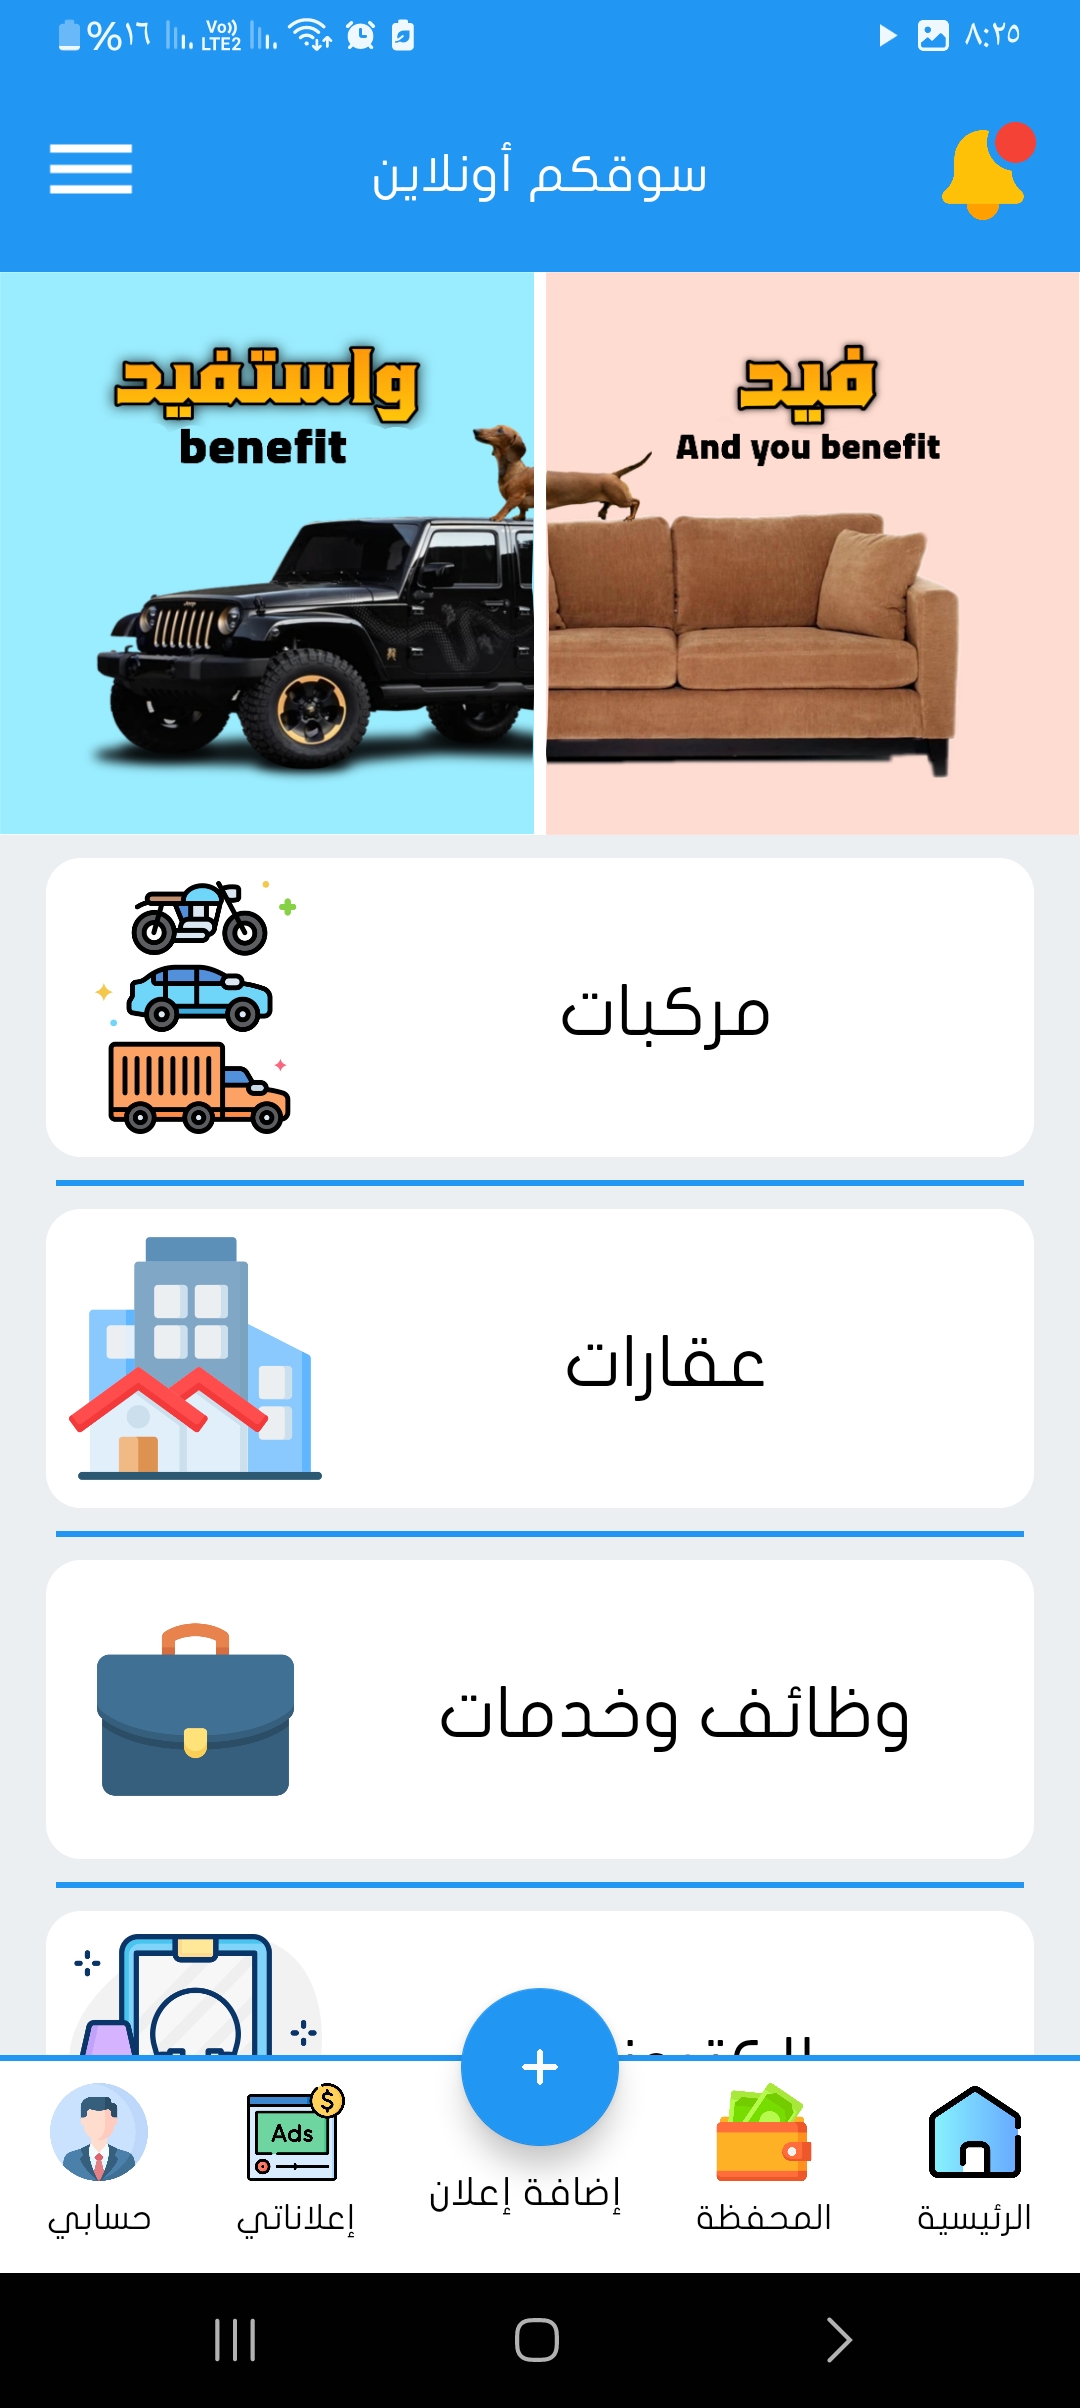 ٨:٢٥ Vo)) LTE2 %١٦
سوقكم أونلاين
فيد
And you benefit
واستفيد
benefit
مركبات
عقارات
وظائف وخدمات
Ads
$
الرئيسية
المحفظة
إضافة إعلان
إعلاناتي
حسابي